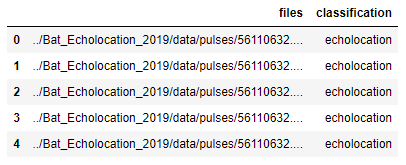 files classification
0 ../Bat_Echolocation_2019/data/pulses/56110632.... echolocation
1 ../Bat_Echolocation_2019/data/pulses/56110632.... echolocation
2 ../Bat_Echolocation_2019/data/pulses/56110632.... echolocation
3 ../Bat_Echolocation_2019/data/pulses/56110632.... echolocation
4 ../Bat_Echolocation_2019/data/pulses/56110632.... echolocation